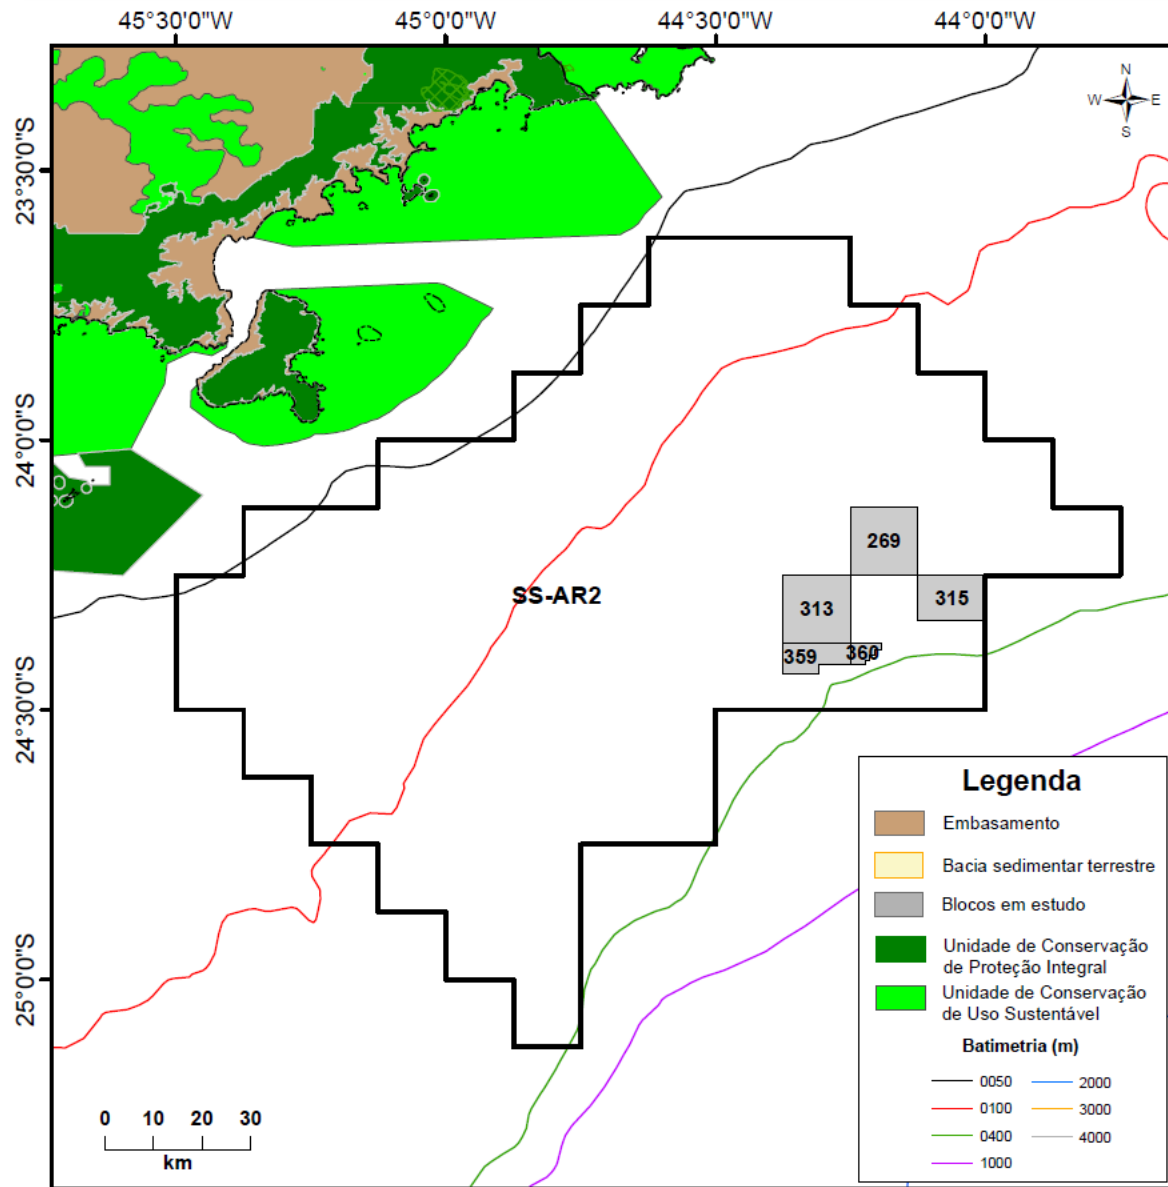 45°30'0"W 45°0'0"W 44°30'0"W 44°0'0"W
N
W E
S
23°30'0"S
24°0'0"S
24°30'0"S
25°0'0"S
269
313
315
359
360
SS-AR2
Legenda
Embasamento
Bacia sedimentar terrestre
Blocos em estudo
Unidade de Conservação
de Proteção Integral
Unidade de Conservação
de Uso Sustentável
Batimetria (m)
0050 2000
0100 3000
0400 4000
1000
0 10 20 30
km